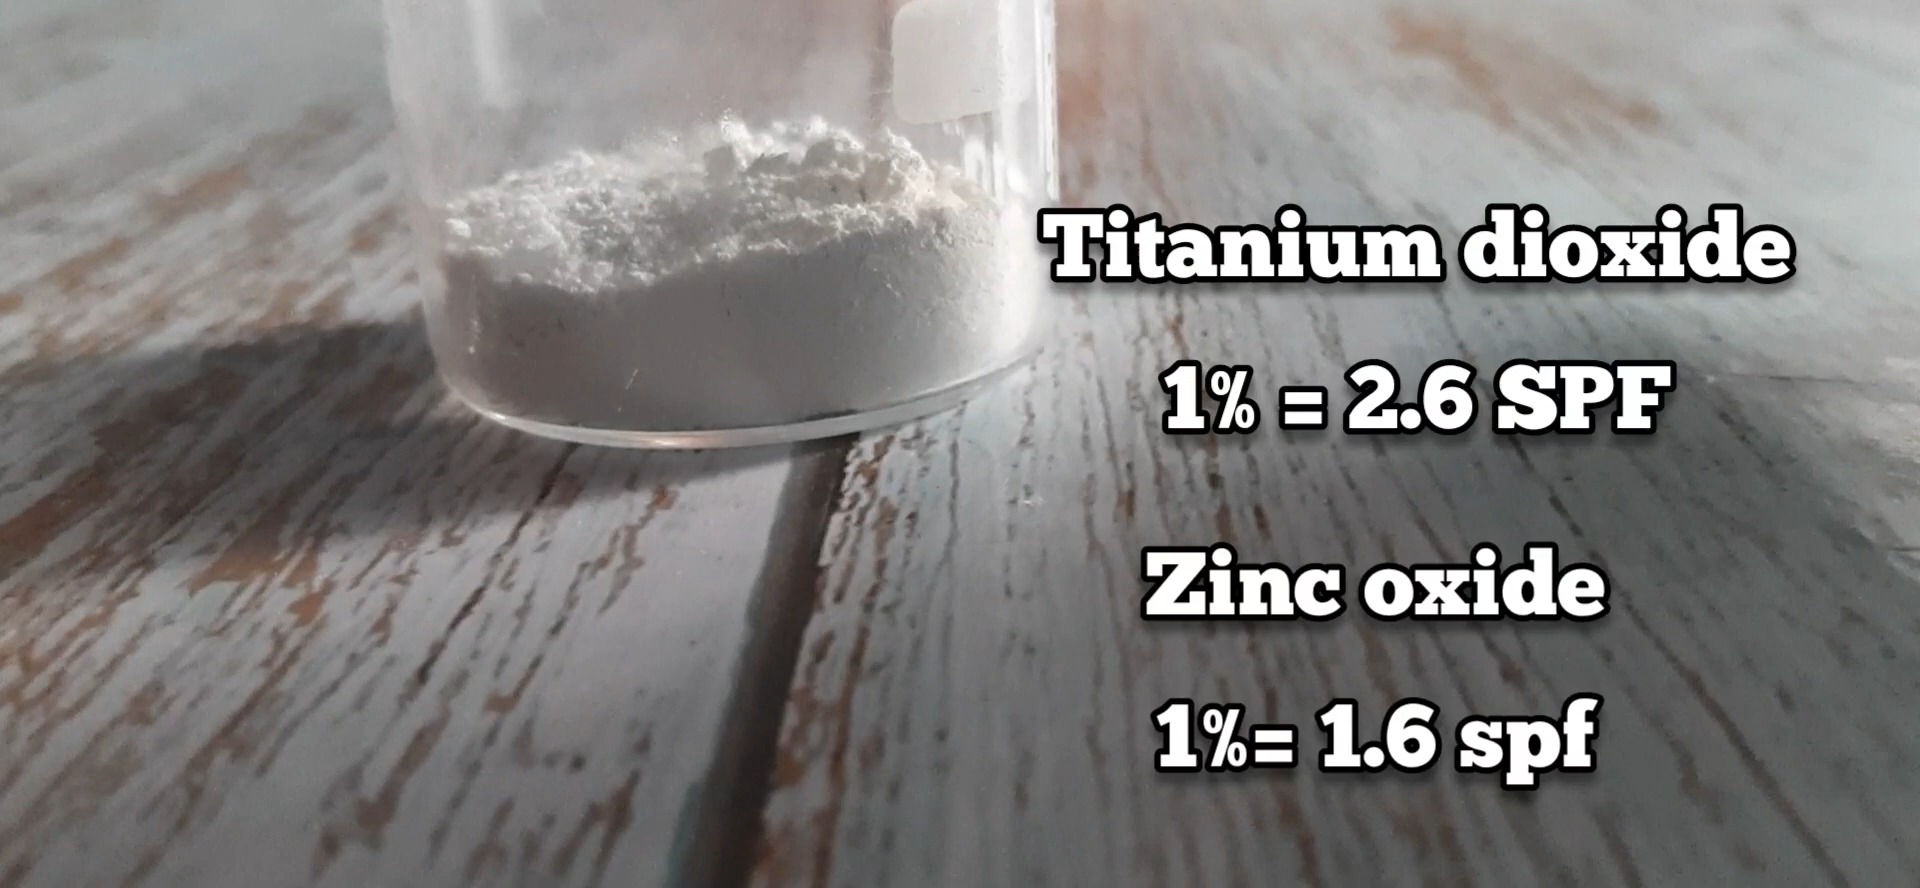 Titanium dioxide
1% = 2.6 SPF
Zinc oxide
1%= 1.6 spf